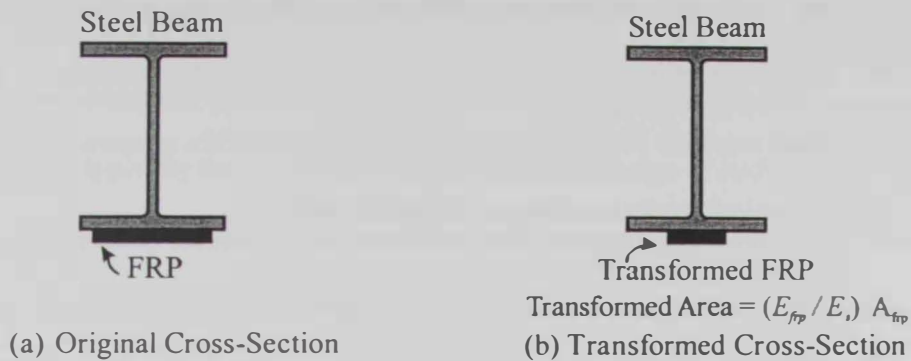 Steel Beam
FRP
(a) Original Cross-Section
Steel Beam
Transformed FRP
Transformed Area = (E_frp / E_s) A_frp
(b) Transformed Cross-Section